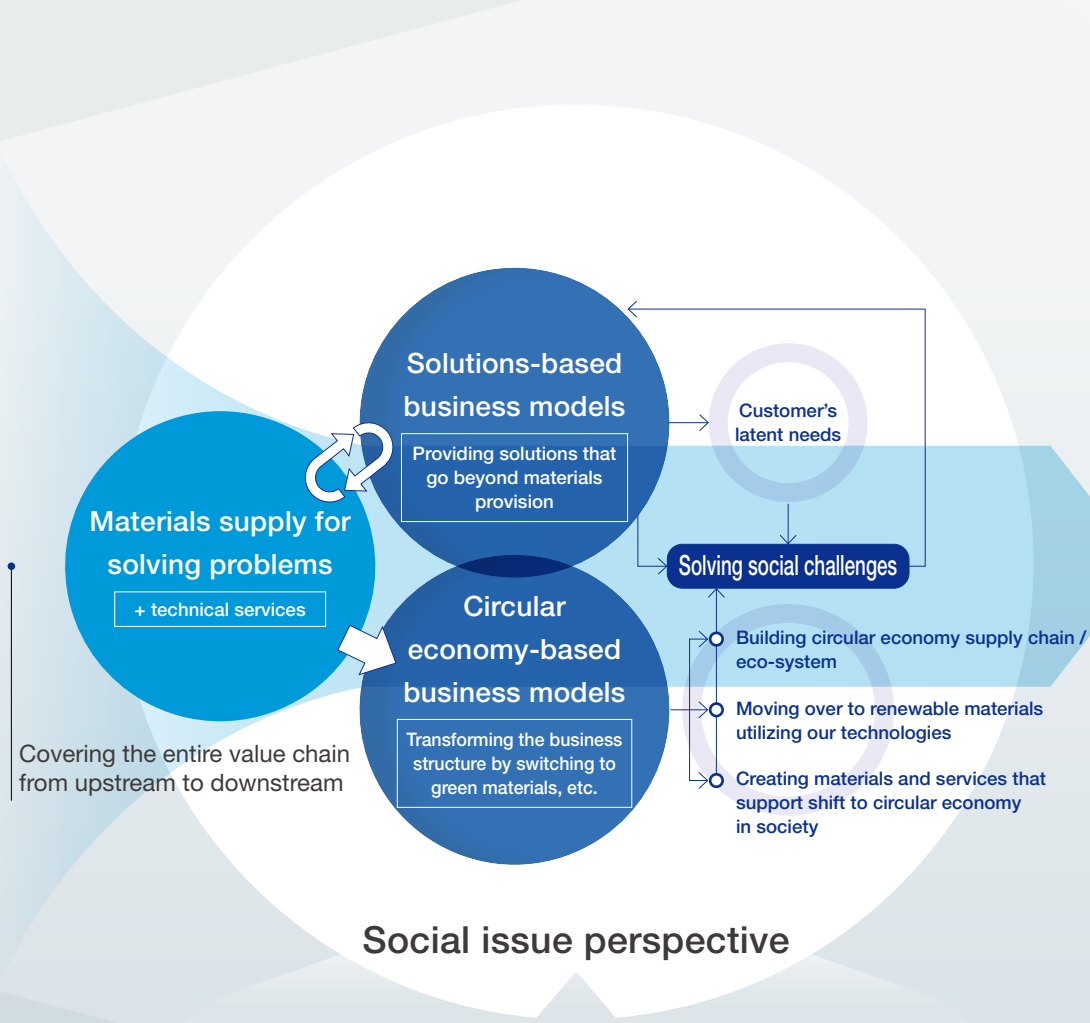 Solutions-based
business models
Providing solutions that
go beyond materials
provision
Customer's
latent needs
Materials supply for
solving problems
+ technical services
Solving social challenges
Circular
economy-based
business models
Transforming the business
structure by switching to
green materials, etc.
Building circular economy supply chain /
eco-system
Moving over to renewable materials
utilizing our technologies
Creating materials and services that
support shift to circular economy
in society
Covering the entire value chain
from upstream to downstream
Social issue perspective